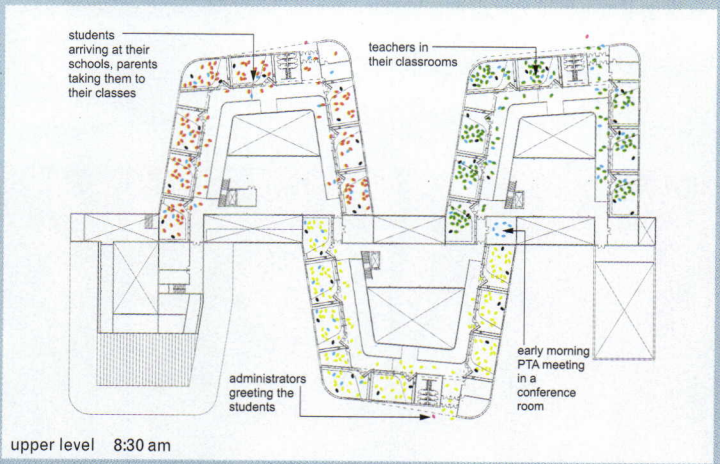 students
arriving at their
schools, parents
taking them to
their classes
teachers in
their classrooms
administrators
greeting the
students
early morning
PTA meeting
in a
conference
room
upper level 8:30 am